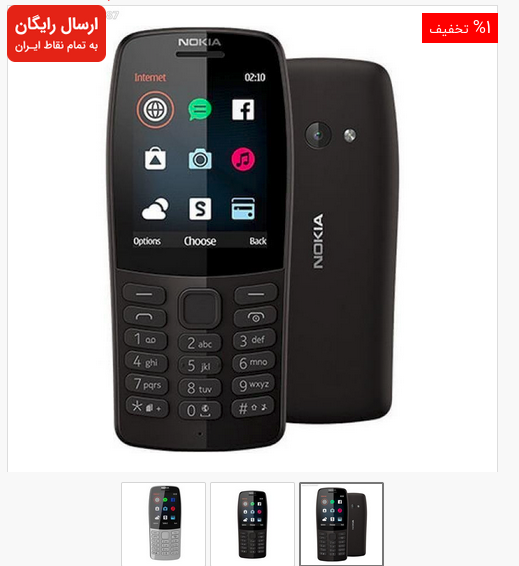 ارسال رایگان
به تمام نقاط ایران
%1 تخفیف
NOKIA
Internet
02:10
Options
Choose
Back
1
2 abc
3 def
4 ghi
5 jkl
6 mno
7 pqrs
8 tuv
9 wxyz
* +
0
#
NOKIA